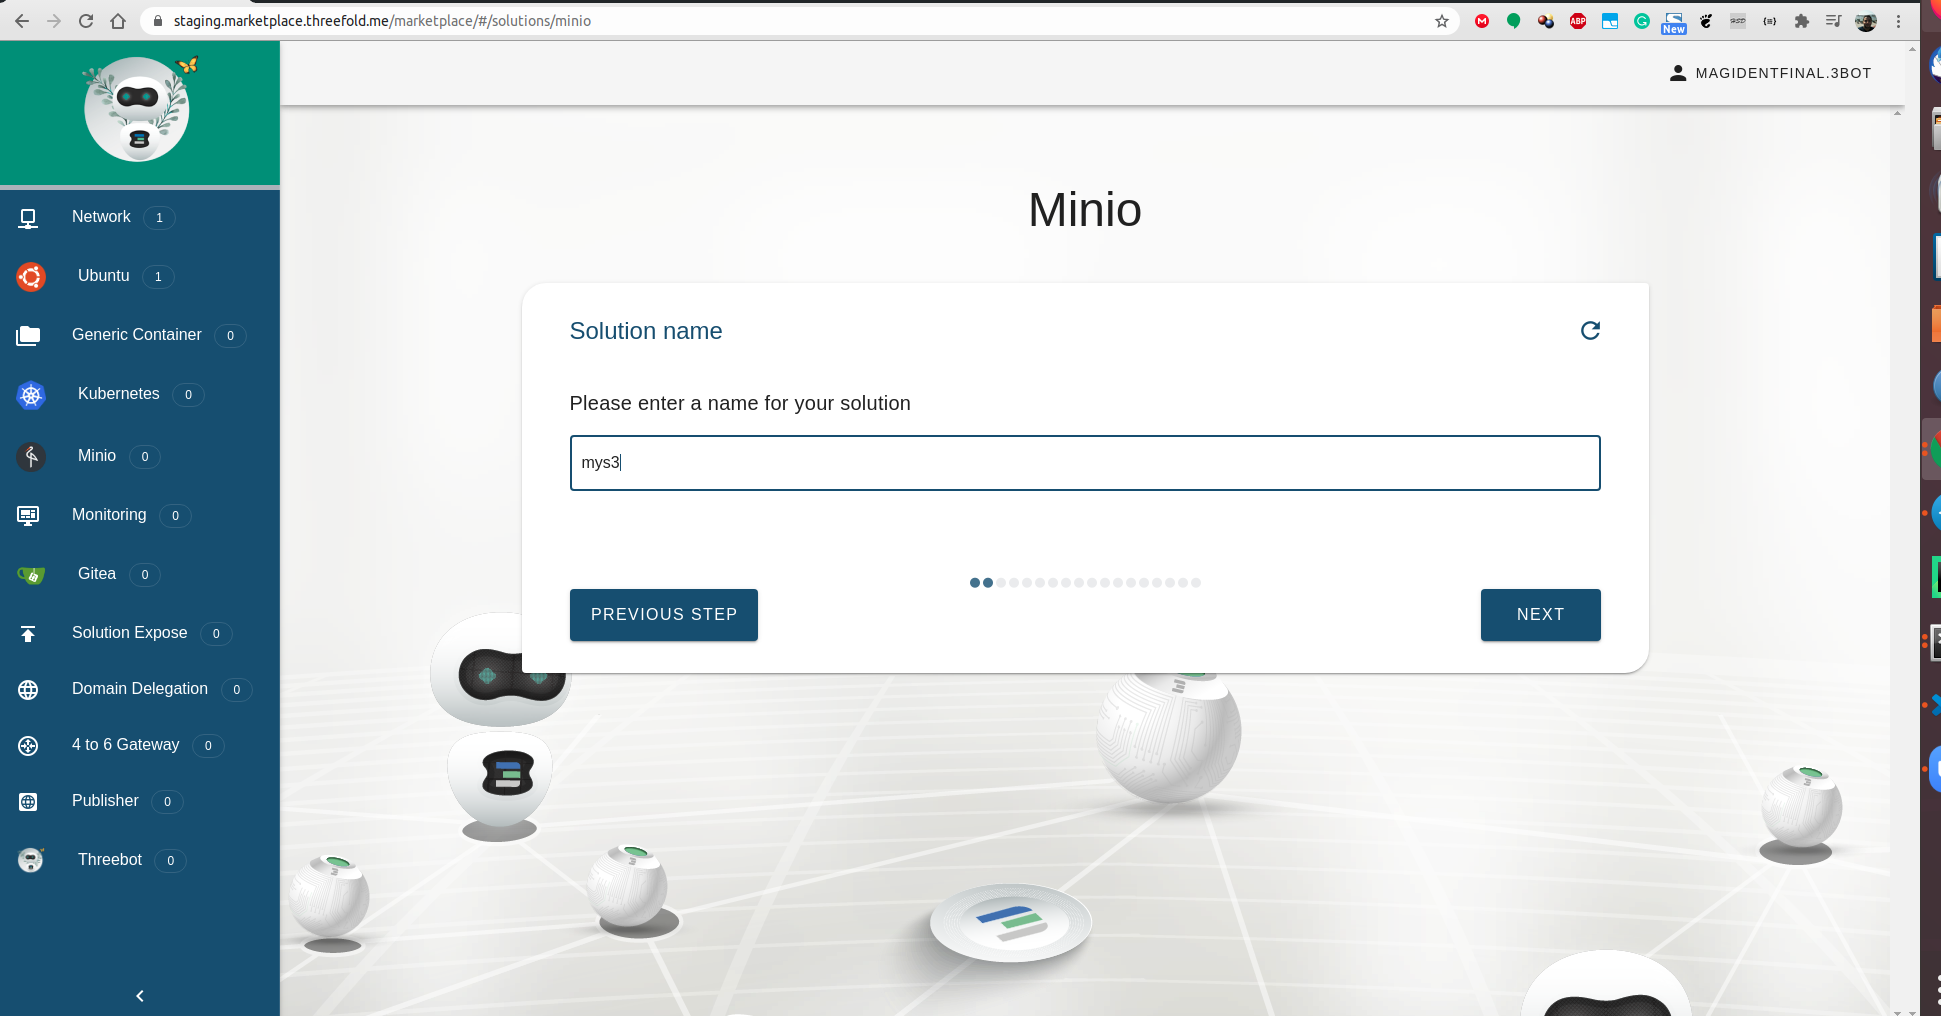 staging.marketplace.threefold.me/marketplace/#/solutions/minio
ABP
New
MAGIDENTFINAL.3BOT
Network 1
Ubuntu 1
Generic Container 0
Kubernetes 0
Minio 0
Monitoring 0
Gitea 0
Solution Expose 0
Domain Delegation 0
4 to 6 Gateway 0
Publisher 0
Threebot 0
Minio
Solution name
Please enter a name for your solution
mys3
PREVIOUS STEP
NEXT